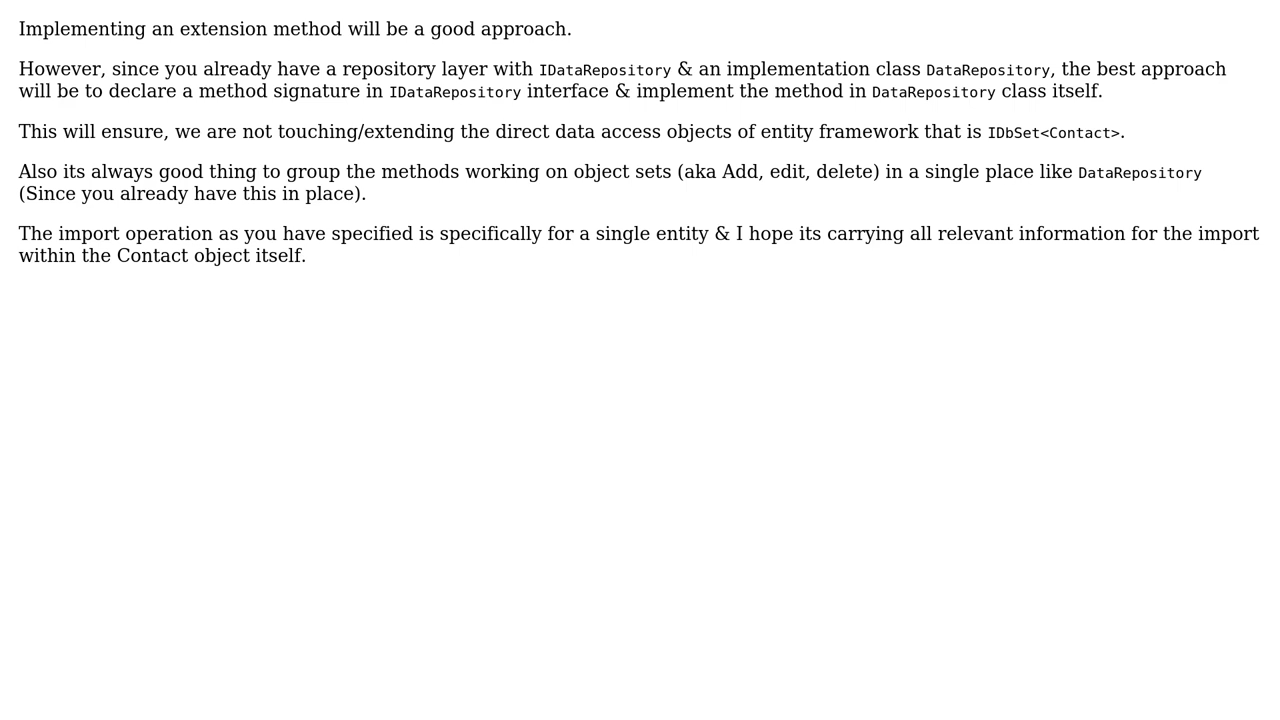 Implementing an extension method will be a good approach.
However, since you already have a repository layer with IDataRepository & an implementation class DataRepository, the best approach
will be to declare a method signature in IDataRepository interface & implement the method in DataRepository class itself.
This will ensure, we are not touching/extending the direct data access objects of entity framework that is IDbSet<Contact>.
Also its always good thing to group the methods working on object sets (aka Add, edit, delete) in a single place like DataRepository
(Since you already have this in place).
The import operation as you have specified is specifically for a single entity & I hope its carrying all relevant information for the import
within the Contact object itself.